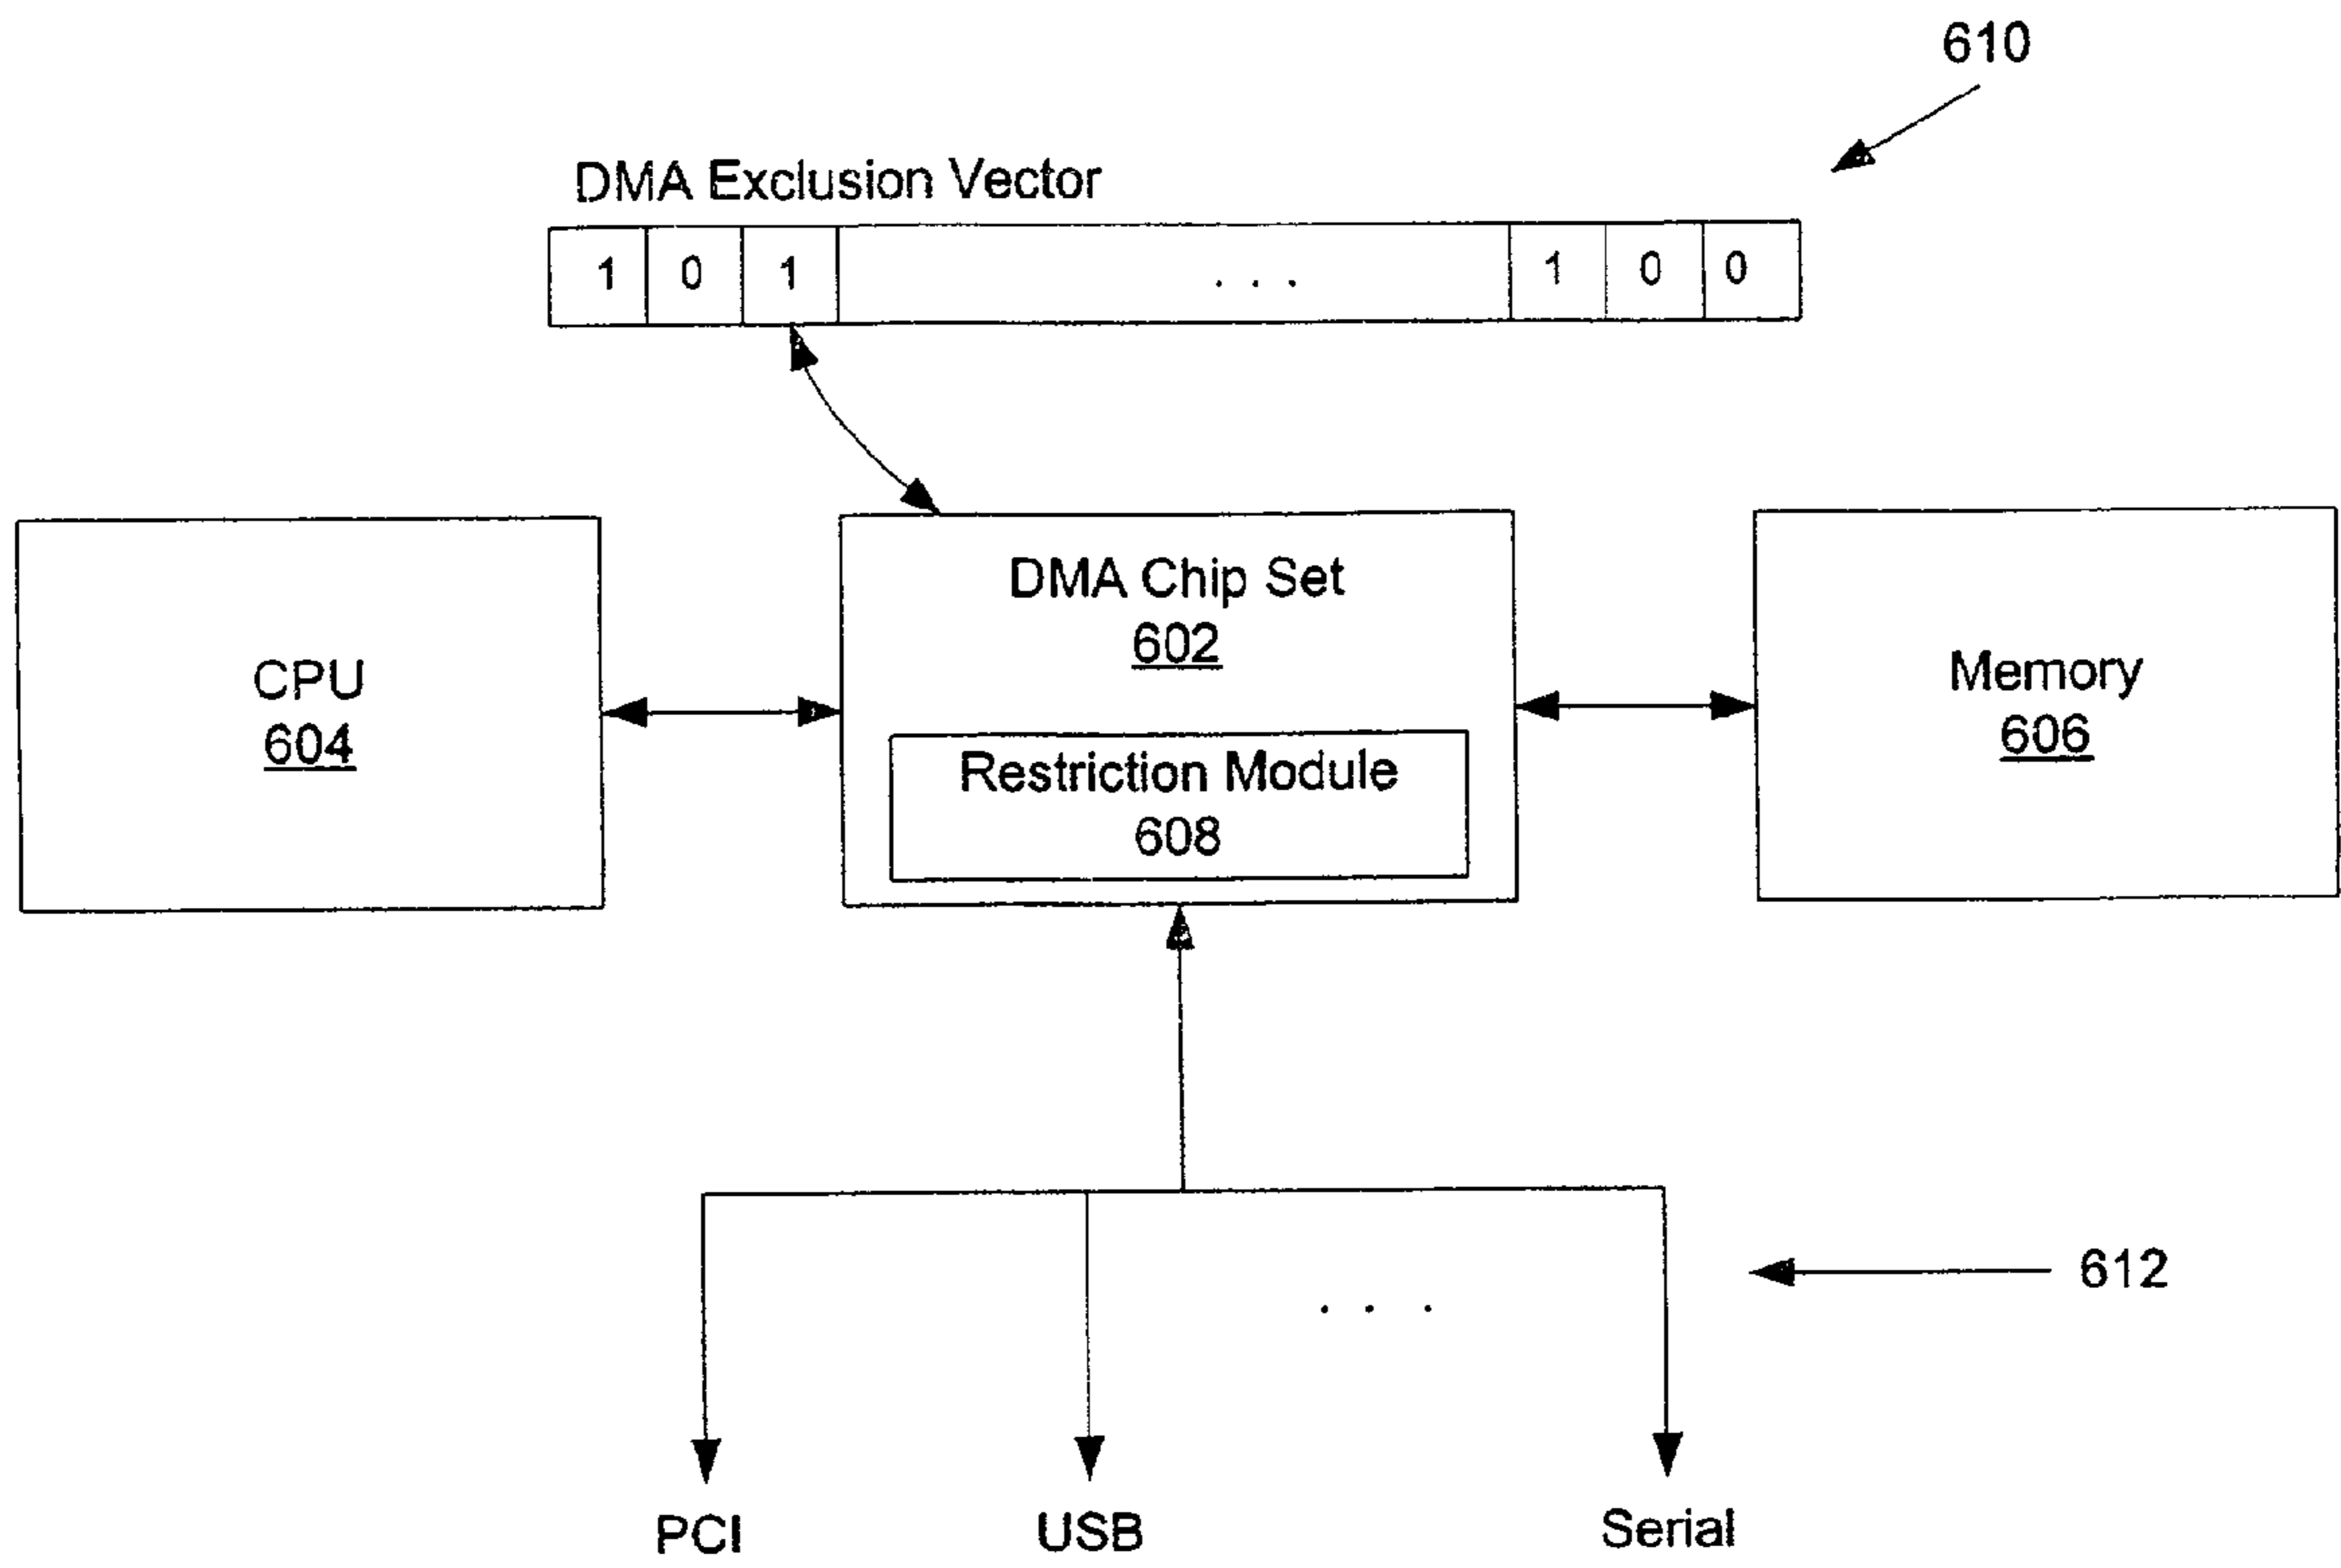 610
DMA Exclusion Vector
1 0 1 . . . 1 0 0
DMA Chip Set
602
CPU
604
Memory
606
Restriction Module
608
612
. . .
PCI USB Serial